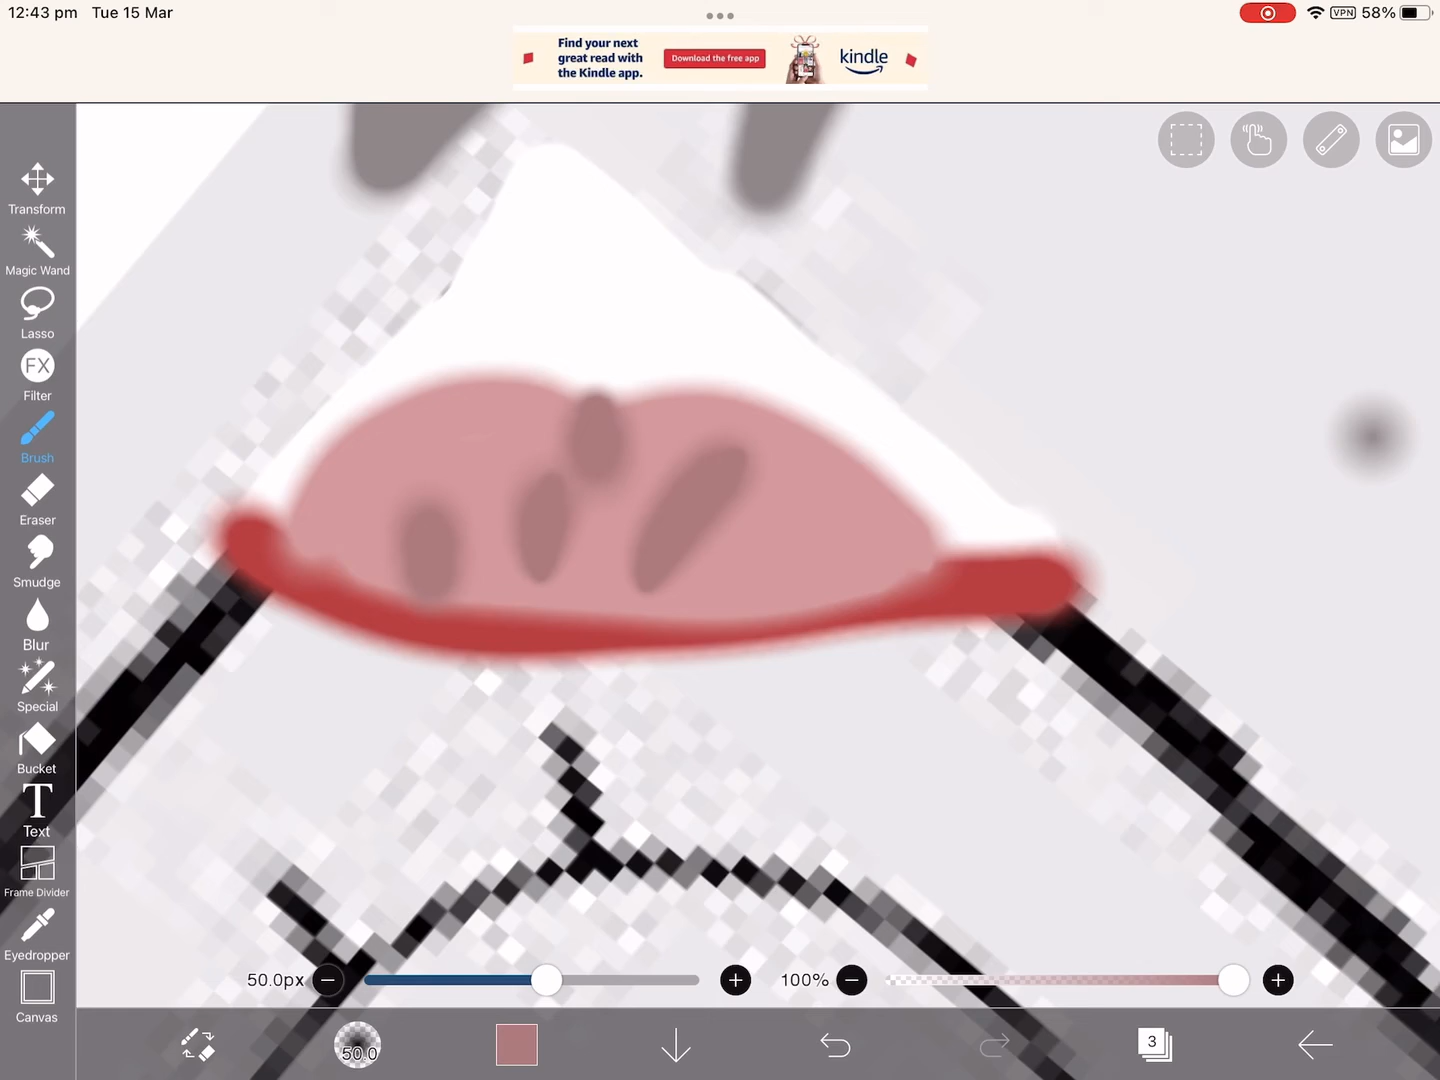 12:43 pm Tue 15 Mar
VPN 58%
Find your next
great read with
the Kindle app.
Download the free app
kindle
Transform
Magic Wand
Lasso
FX
Filter
Brush
Eraser
Smudge
Blur
Special
Bucket
T
Text
Frame Divider
Eyedropper
Canvas
50.0px
100%
50.0
3